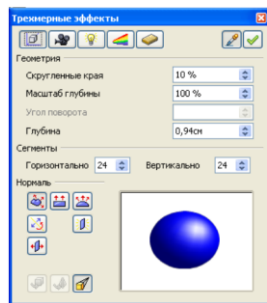 Трехмерные эффекты
Геометрия
Скругленные края 10 %
Масштаб глубины 100 %
Угол поворота
Глубина 0,94см
Сегменты
Горизонтально 24 Вертикально 24
Нормаль